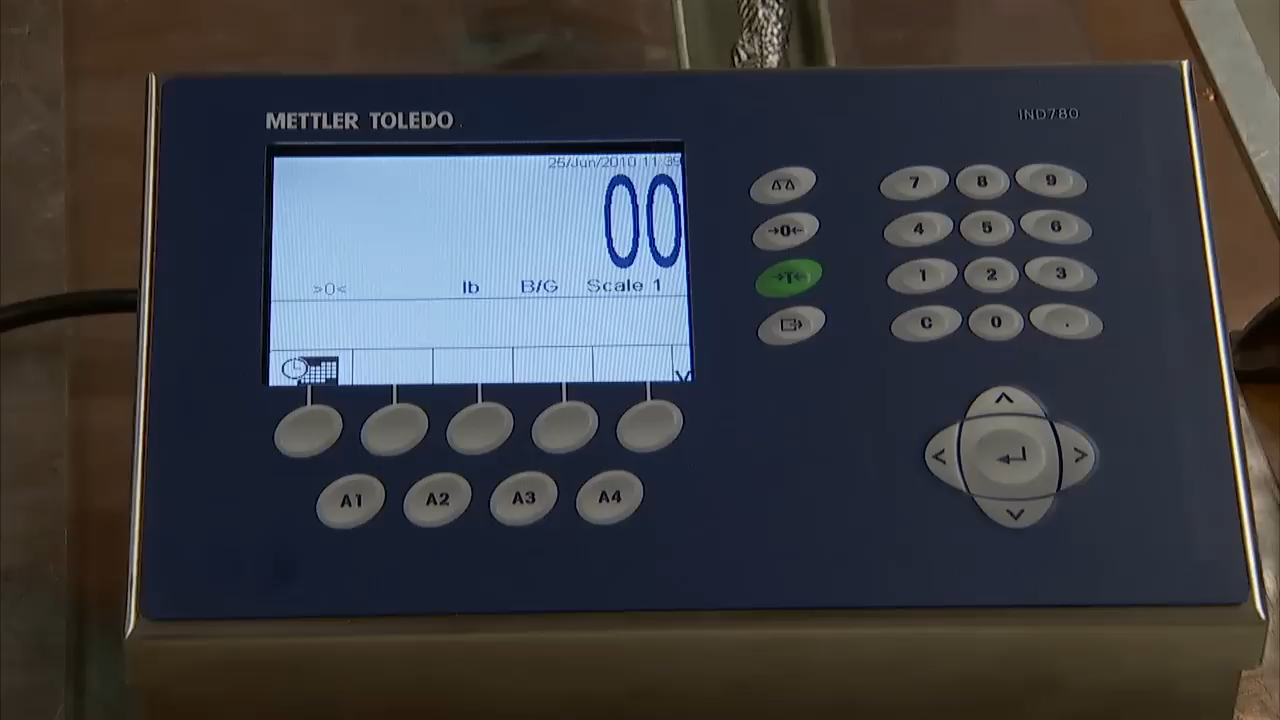 METTLER TOLEDO
IND780
25/Jun/2010 11:39
00
>0< lb B/G Scale 1
7 8 9
→0← 4 5 6
→T← 1 2 3
C 0 .
A1 A2 A3 A4